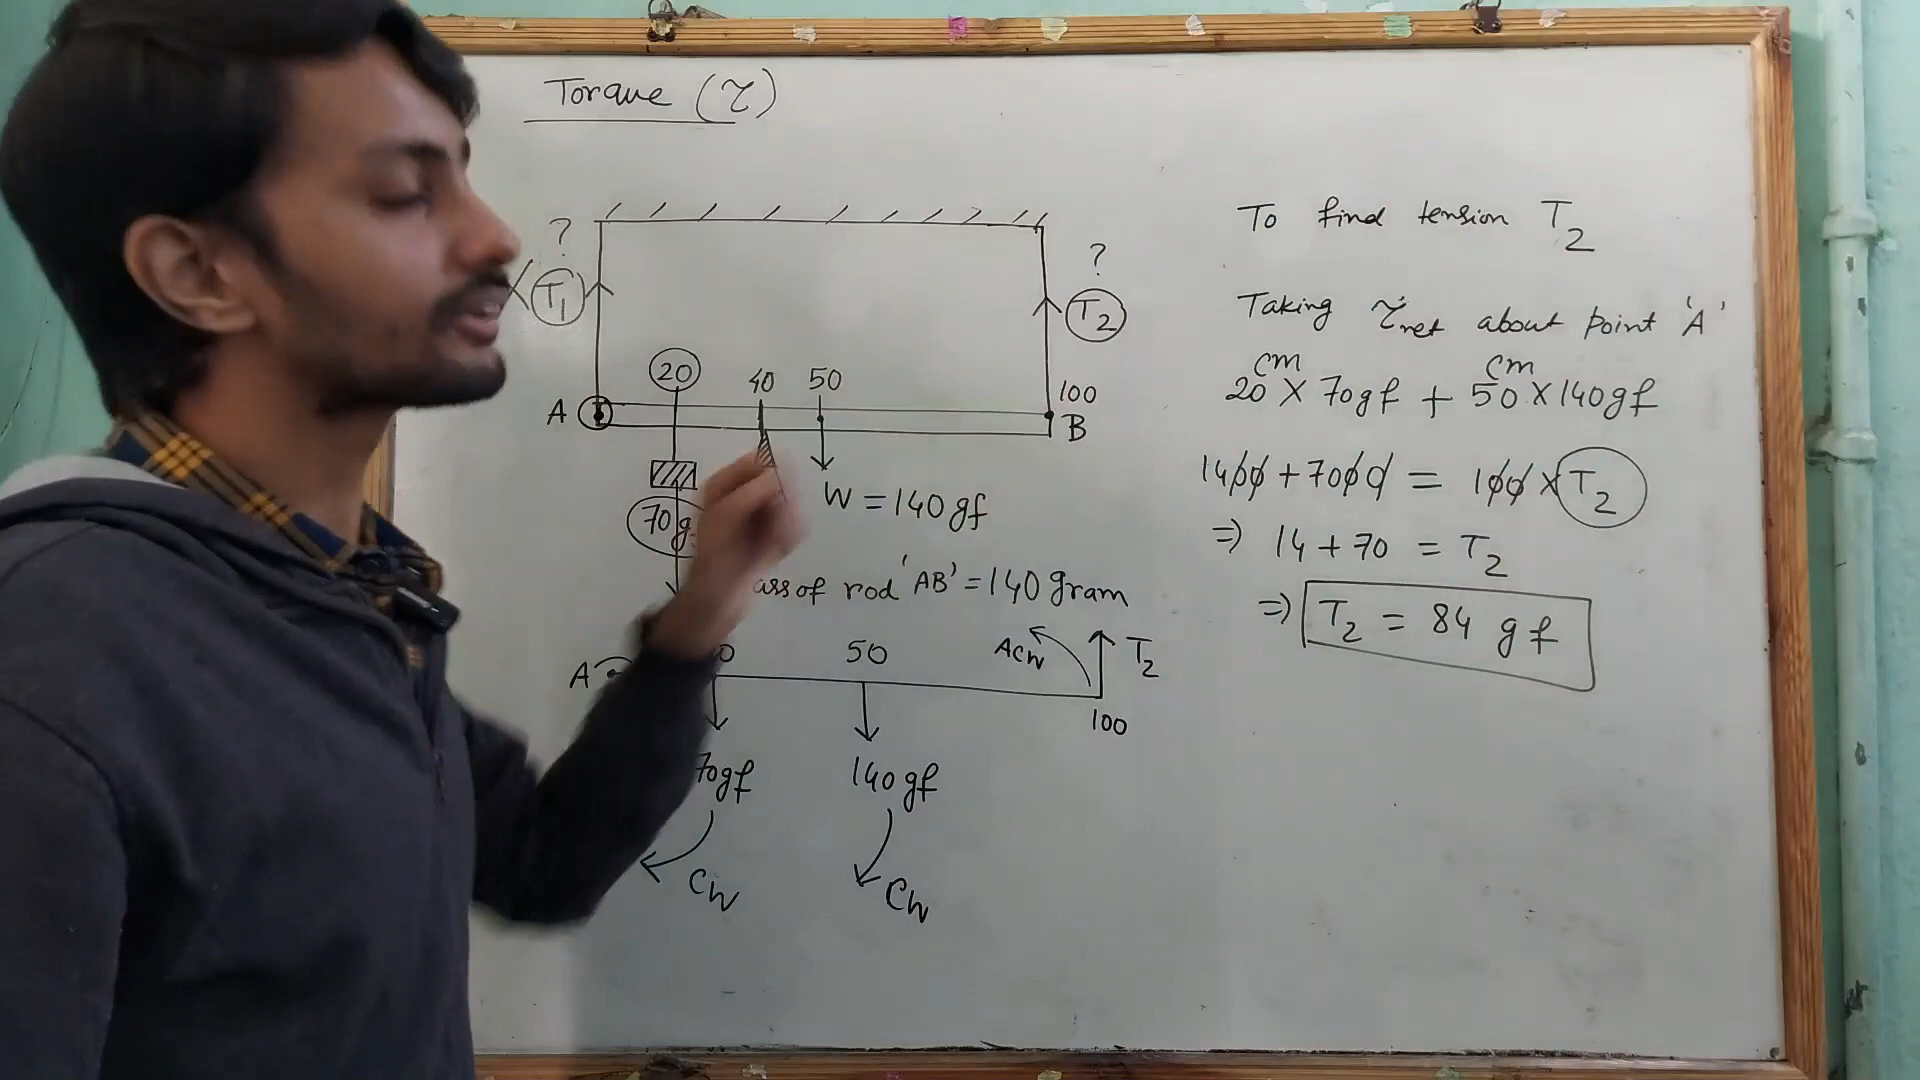 Torque (τ)
?
T1
?
T2
20
40
50
100
A
B
70g
W = 140 gf
ass of rod 'AB' = 140 gram
A
0
50
ACW
T2
100
70gf
140 gf
CW
CW
To find tension T2
Taking τnet about point 'A'
cm cm
20 × 70gf + 50 × 140gf
1400 + 7000 = 100 × T2
⇒ 14 + 70 = T2
⇒ T2 = 84 gf